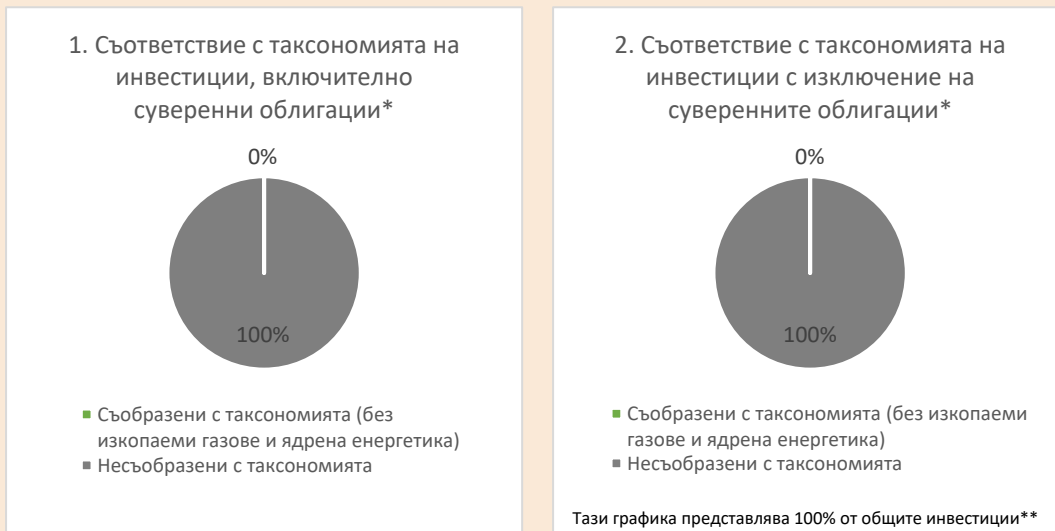 1. Съответствие с таксономията на
инвестиции, включително
суверенни облигации*
0%
100%
Съобразени с таксономията (без
изкопаеми газове и ядрена енергетика)
Несъобразени с таксономията
2. Съответствие с таксономията на
инвестиции с изключение на
суверенните облигации*
0%
100%
Съобразени с таксономията (без изкопаеми
газове и ядрена енергетика)
Несъобразени с таксономията
Тази графика представлява 100% от общите инвестиции**